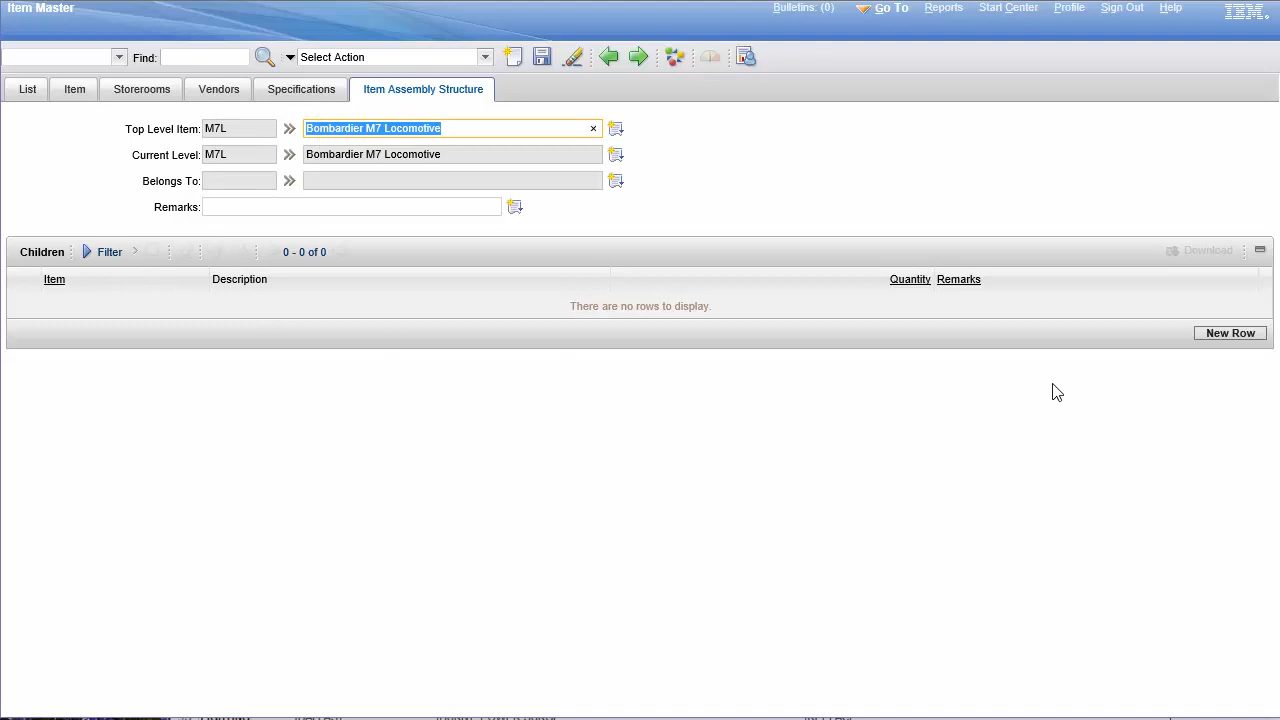 Item Master
Bulletins: (0) Go To Reports Start Center Profile Sign Out Help IBM.
Find: Select Action
List Item Storerooms Vendors Specifications Item Assembly Structure
Top Level Item: M7L Bombardier M7 Locomotive ×
Current Level: M7L Bombardier M7 Locomotive
Belongs To:
Remarks:
Children Filter 0 - 0 of 0 Download
Item Description Quantity Remarks
There are no rows to display.
New Row